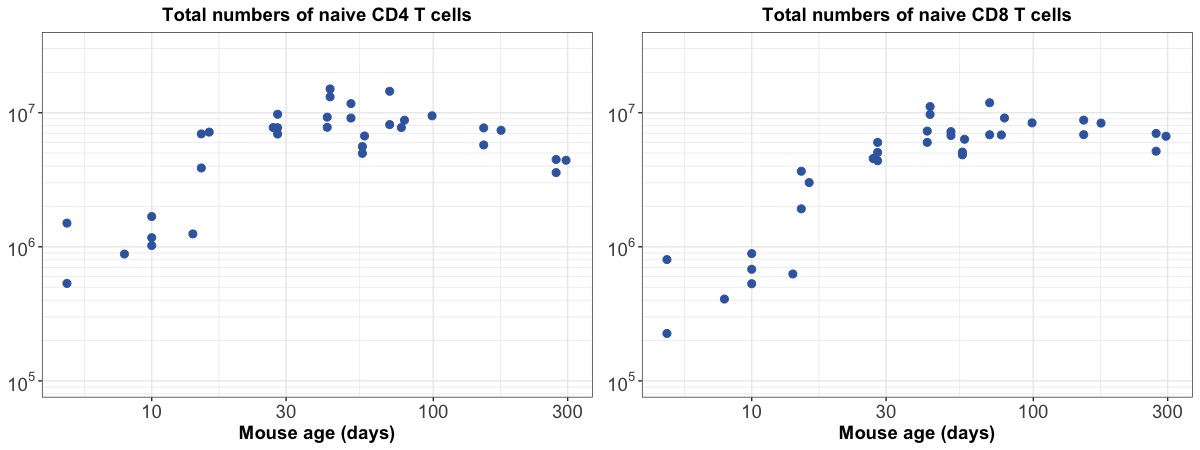 Total numbers of naive CD4 T cells
10⁷
10⁶
10⁵
10 30 100 300
Mouse age (days)
Total numbers of naive CD8 T cells
10⁷
10⁶
10⁵
10 30 100 300
Mouse age (days)